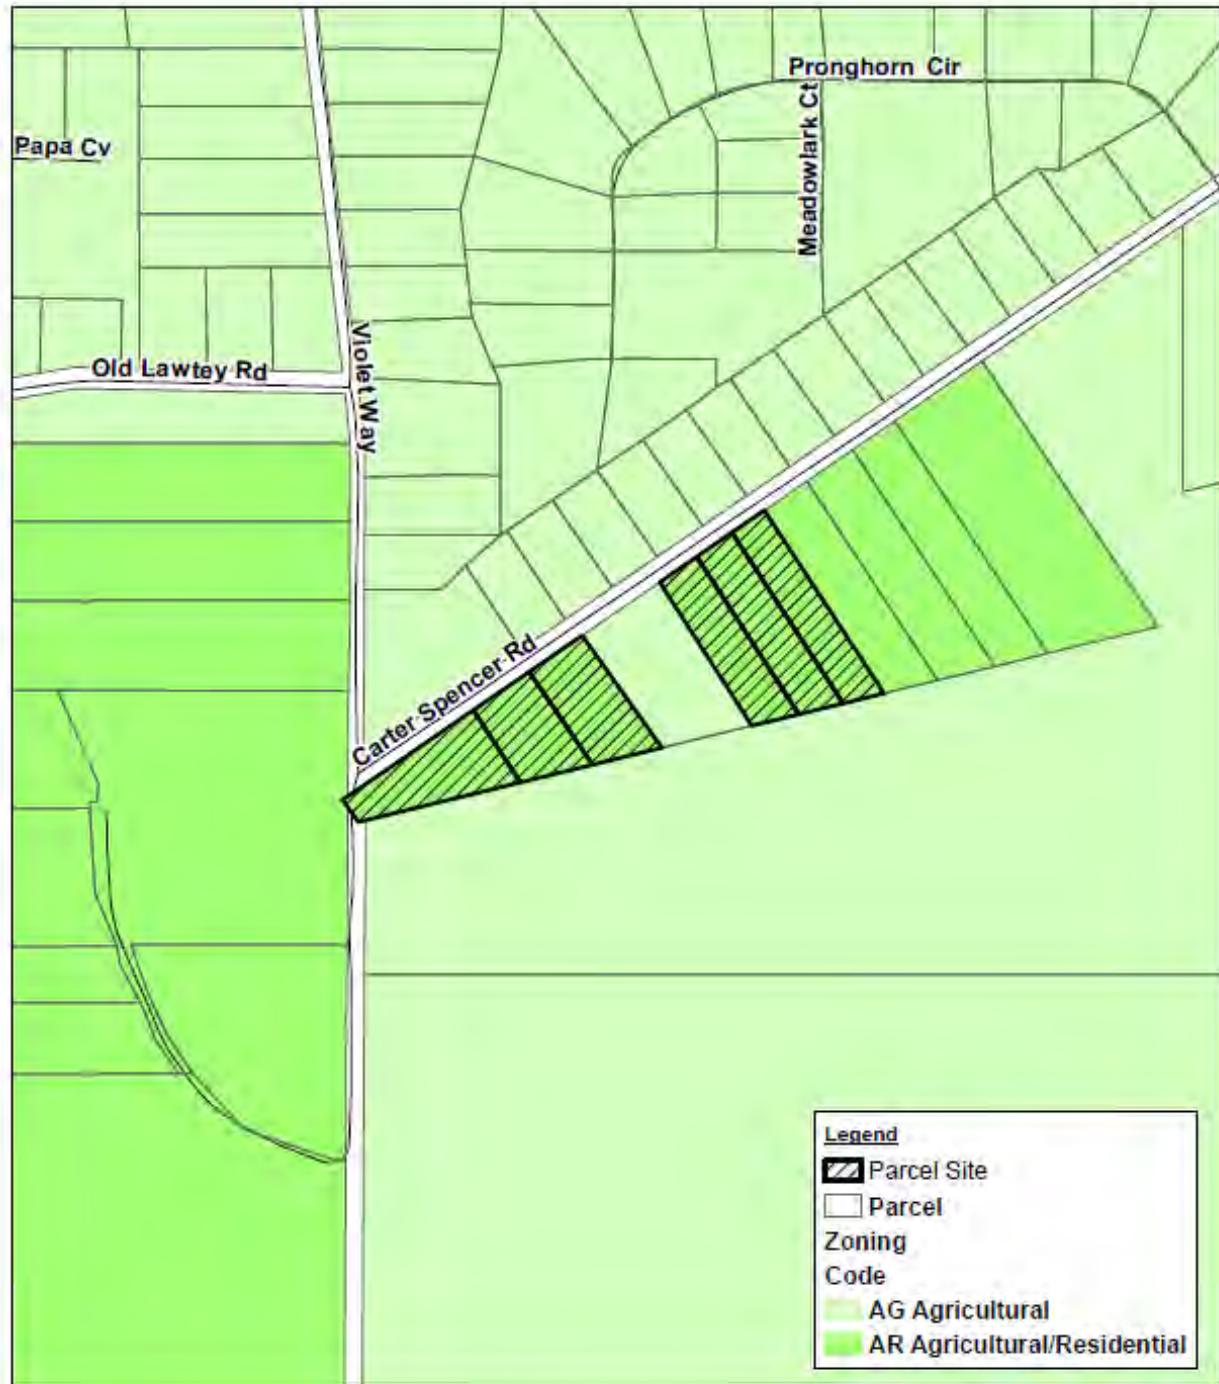 Pronghorn Cir
Meadowlark Ct
Papa Cv
Old Lawtey Rd
Violet Way
Carter Spencer Rd
Legend
Parcel Site
Parcel
Zoning
Code
AG Agricultural
AR Agricultural/Residential